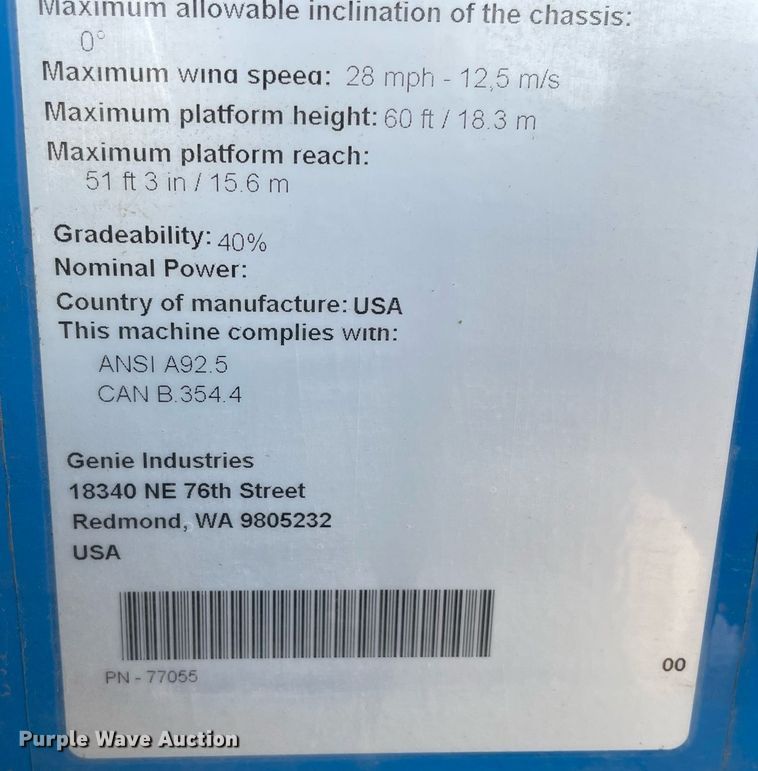 Maximum allowable inclination of the chassis:
0°
Maximum wind speed: 28 mph - 12,5 m/s
Maximum platform height: 60 ft / 18.3 m
Maximum platform reach:
51 ft 3 in / 15.6 m
Gradeability: 40%
Nominal Power:
Country of manufacture: USA
This machine complies with:
ANSI A92.5
CAN B.354.4
Genie Industries
18340 NE 76th Street
Redmond, WA 9805232
USA
PN - 77055
00
Purple Wave Auction